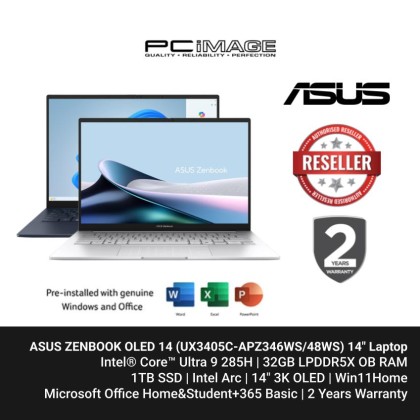 PC iMAGE
QUALITY • RELIABILITY • PERFECTION
ASUS
AUTHORISED RESELLER
RESELLER
2
YEARS
WARRANTY
ASUS Zenbook
Pre-installed with genuine
Windows and Office
W
X
P
Word
Excel
PowerPoint
ASUS ZENBOOK OLED 14 (UX3405C-APZ346WS/48WS) 14" Laptop
Intel® Core™ Ultra 9 285H | 32GB LPDDR5X OB RAM
1TB SSD | Intel Arc | 14" 3K OLED | Win11Home
Microsoft Office Home&Student+365 Basic | 2 Years Warranty